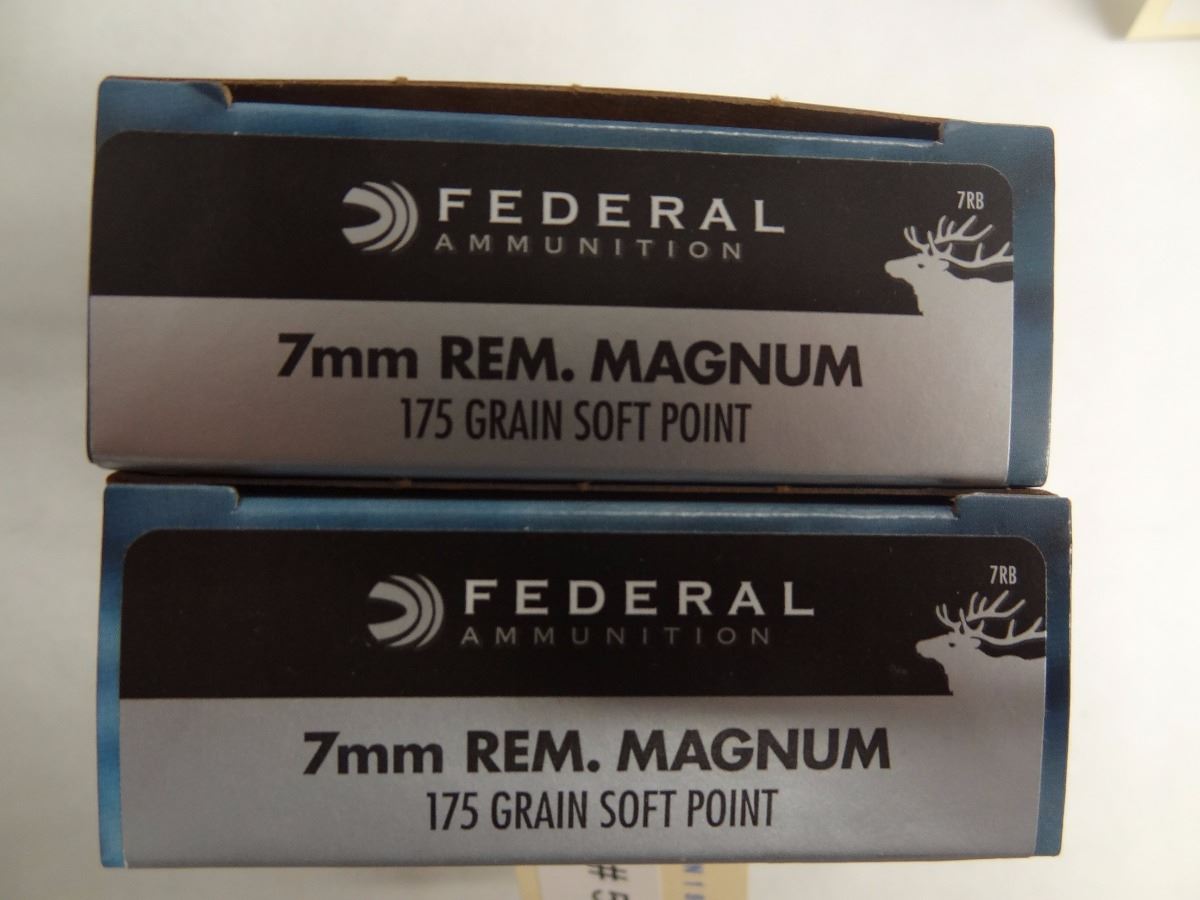 FEDERAL
AMMUNITION
7RB
7mm REM. MAGNUM
175 GRAIN SOFT POINT
FEDERAL
AMMUNITION
7RB
7mm REM. MAGNUM
175 GRAIN SOFT POINT